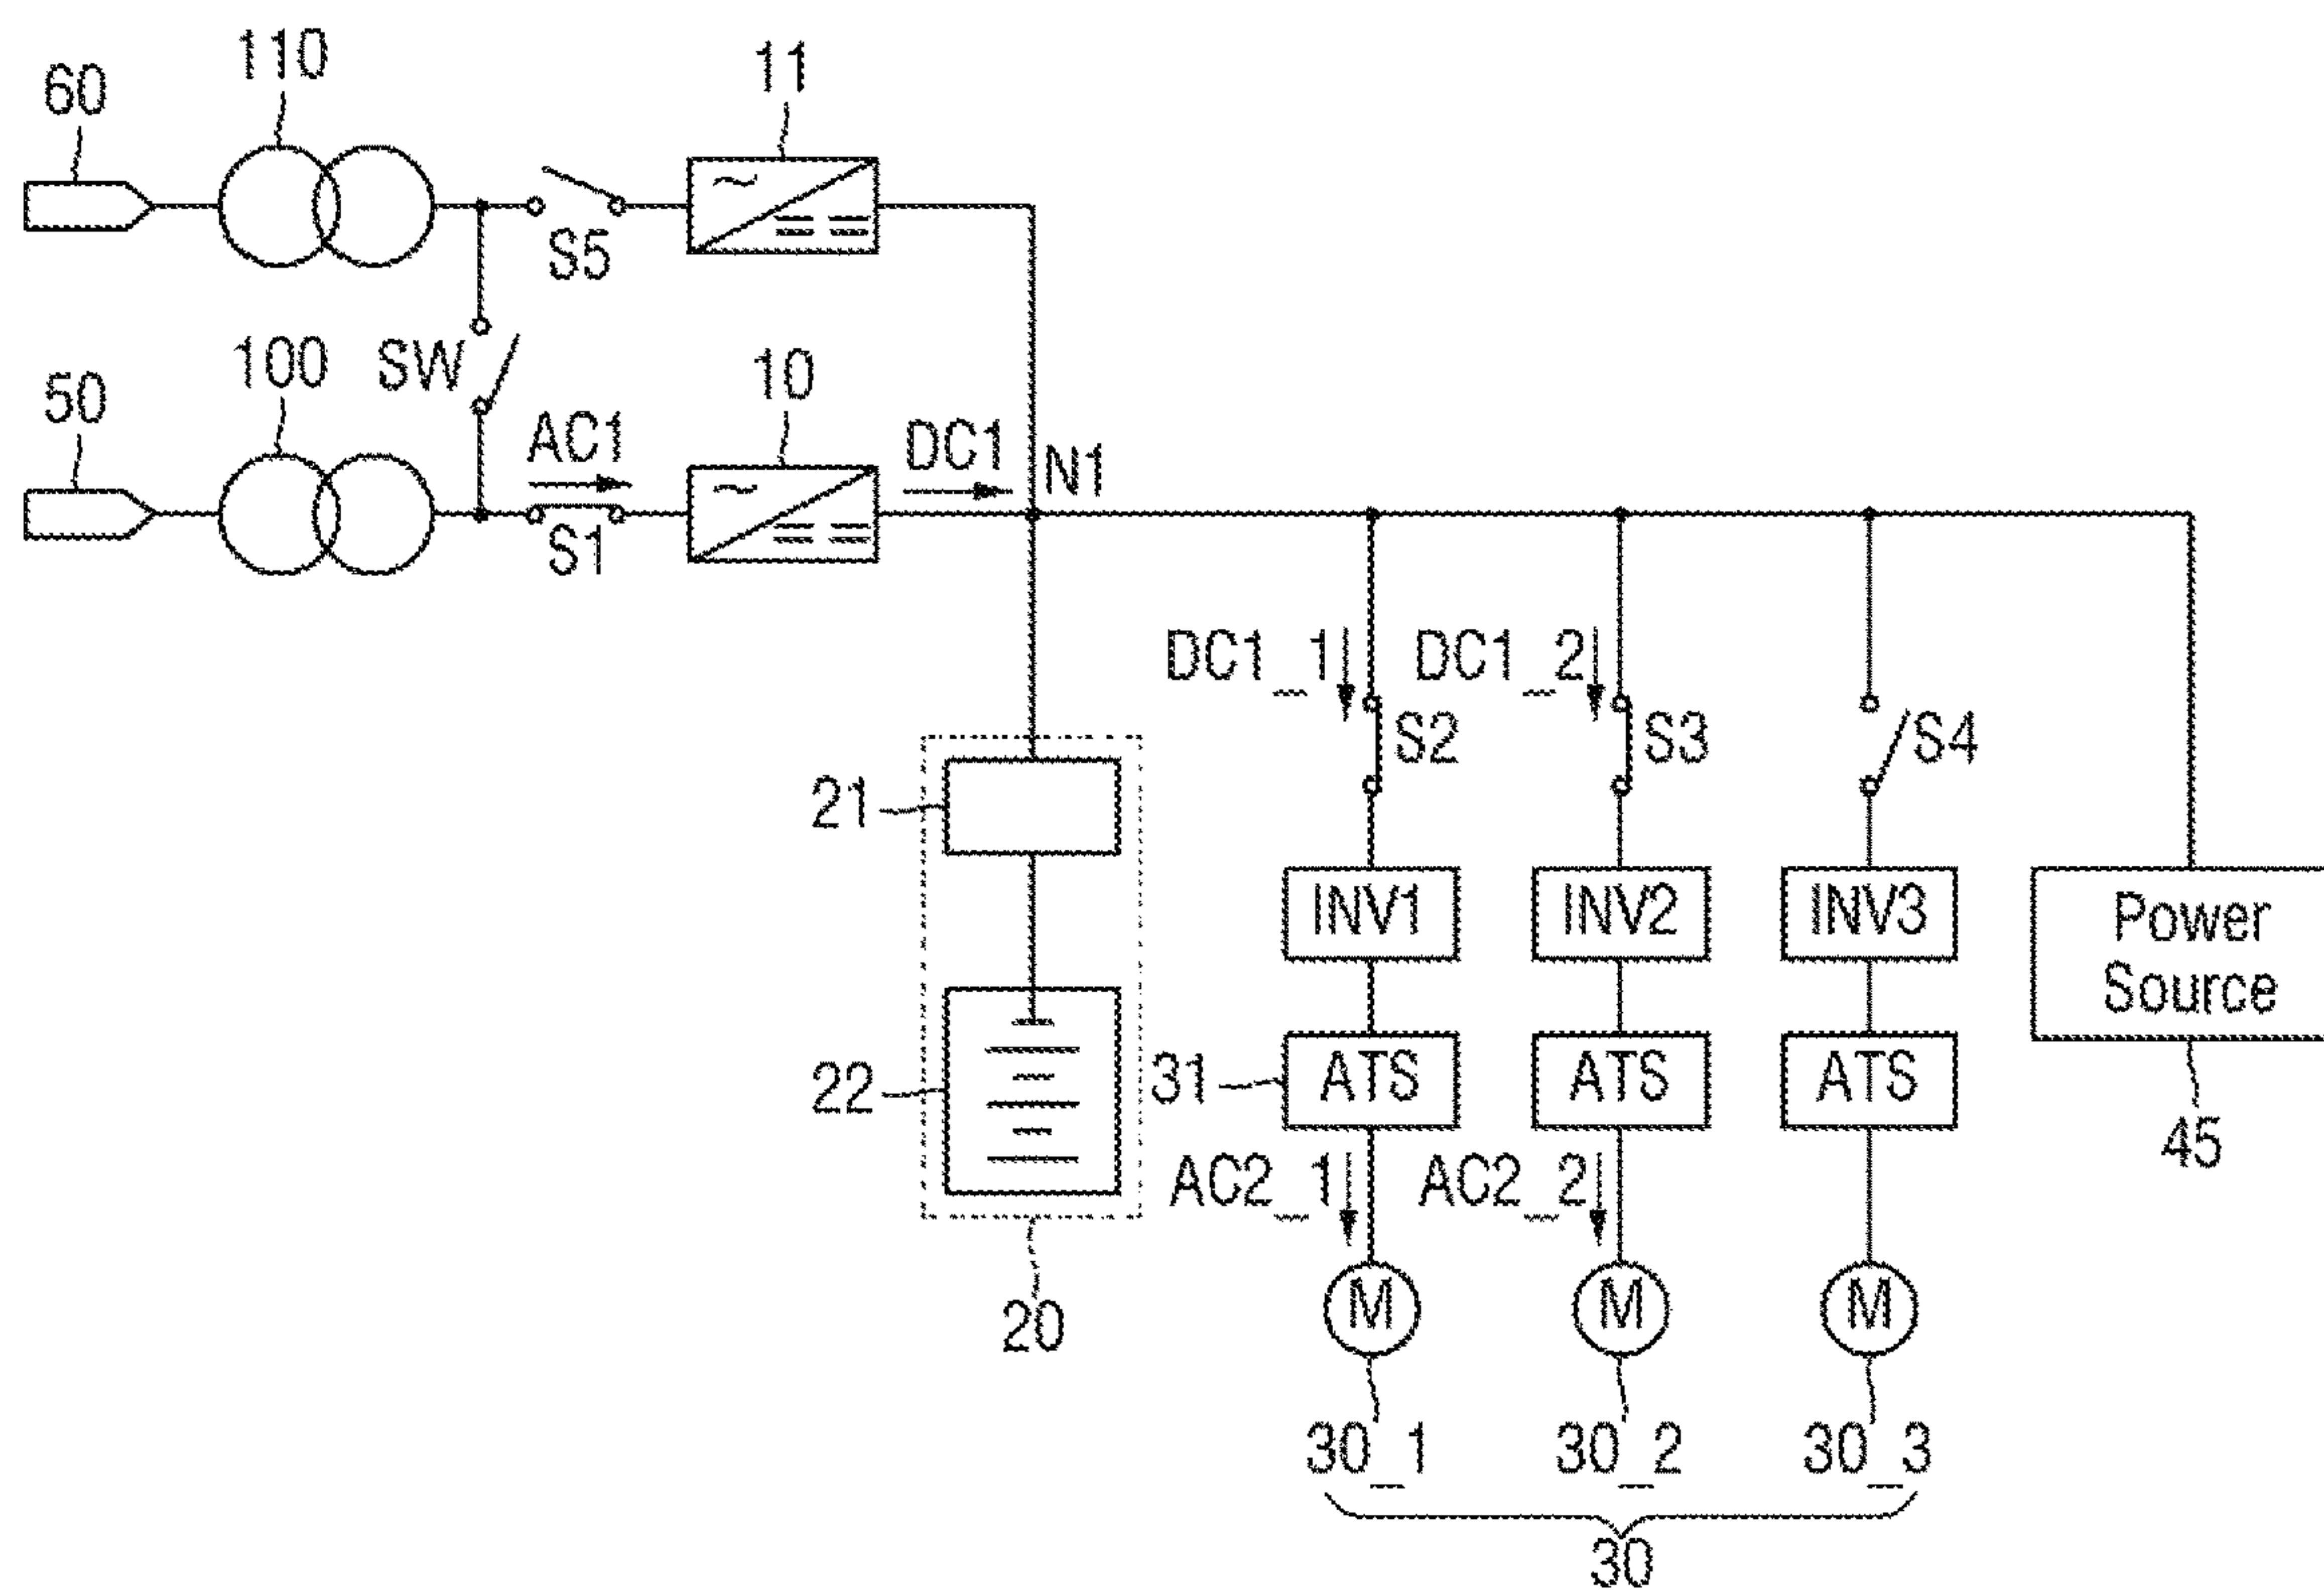 110
11
60
S5
100
SW
10
50
AC1
DC1
N1
S1
DC1_1
DC1_2
S2
S3
S4
21
INV1
INV2
INV3
Power
Source
22
31
ATS
ATS
ATS
45
AC2_1
AC2_2
20
M
M
M
30_1
30_2
30_3
30